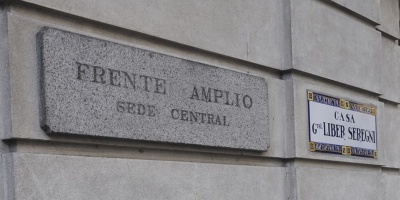 FRENTE AMPLIO
SEDE CENTRAL
CASA
Gral LIBER SEREGNI